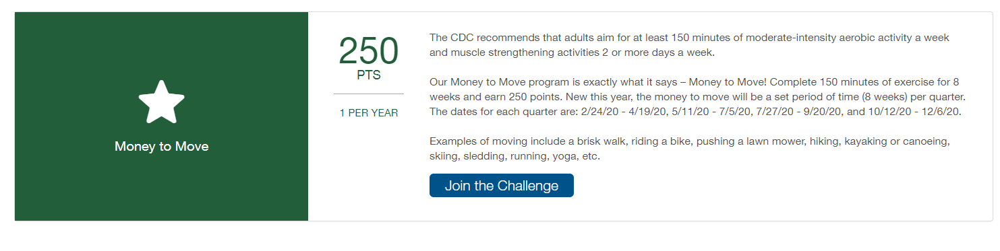 Money to Move
250
PTS
1 PER YEAR
The CDC recommends that adults aim for at least 150 minutes of moderate-intensity aerobic activity a week
and muscle strengthening activities 2 or more days a week.
Our Money to Move program is exactly what it says – Money to Move! Complete 150 minutes of exercise for 8
weeks and earn 250 points. New this year, the money to move will be a set period of time (8 weeks) per quarter.
The dates for each quarter are: 2/24/20 - 4/19/20, 5/11/20 - 7/5/20, 7/27/20 - 9/20/20, and 10/12/20 - 12/6/20.
Examples of moving include a brisk walk, riding a bike, pushing a lawn mower, hiking, kayaking or canoeing,
skiing, sledding, running, yoga, etc.
Join the Challenge